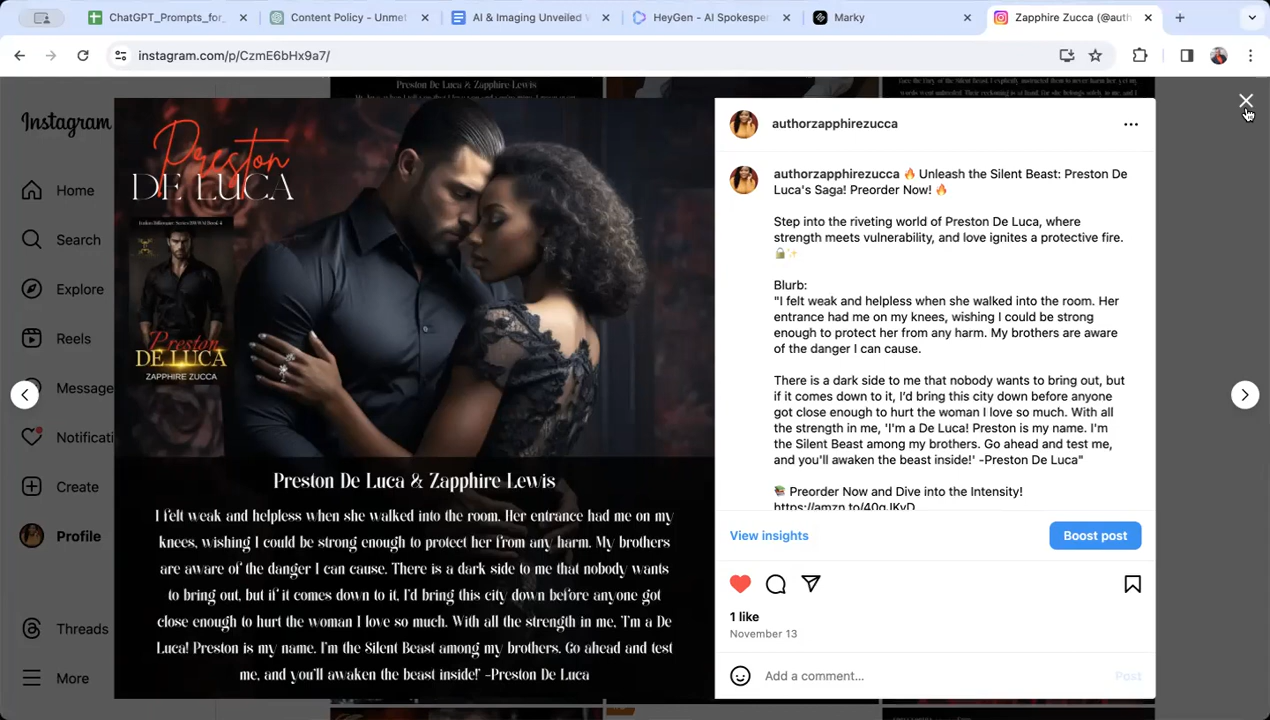 ChatGPT_Prompts_for_
Content Policy - Unmet
AI & Imaging Unveiled
HeyGen - AI Spokesper
Marky
Zapphire Zucca (@auth
instagram.com/p/CzmE6bHx9a7/
Preston De Luca & Zapphire Lewis
Instagram
Home
Search
Explore
Reels
Message
Notificati
Create
Profile
Threads
More
Preston
DE LUCA
Preston
DE LUCA
ZAPPHIRE ZUCCA
Preston De Luca & Zapphire Lewis
I felt weak and helpless when she walked into the room. Her entrance had me on my
knees, wishing I could be strong enough to protect her from any harm. My brothers
are aware of the danger I can cause. There is a dark side to me that nobody wants
to bring out, but if it comes down to it, I'd bring this city down before anyone got
close enough to hurt the woman I love so much. With all the strength in me, 'I'm a De
Luca! Preston is my name. I'm the Silent Beast among my brothers. Go ahead and test
me, and you'll awaken the beast inside!' -Preston De Luca
authorzapphirezucca
authorzapphirezucca 🔥 Unleash the Silent Beast: Preston De
Luca's Saga! Preorder Now! 🔥
Step into the riveting world of Preston De Luca, where
strength meets vulnerability, and love ignites a protective fire.
🔒✨
Blurb:
"I felt weak and helpless when she walked into the room. Her
entrance had me on my knees, wishing I could be strong
enough to protect her from any harm. My brothers are aware
of the danger I can cause.
There is a dark side to me that nobody wants to bring out, but
if it comes down to it, I'd bring this city down before anyone
got close enough to hurt the woman I love so much. With all
the strength in me, 'I'm a De Luca! Preston is my name. I'm
the Silent Beast among my brothers. Go ahead and test me,
and you'll awaken the beast inside!' -Preston De Luca"
📚 Preorder Now and Dive into the Intensity!
View insights
Boost post
1 like
November 13
Add a comment...
Post